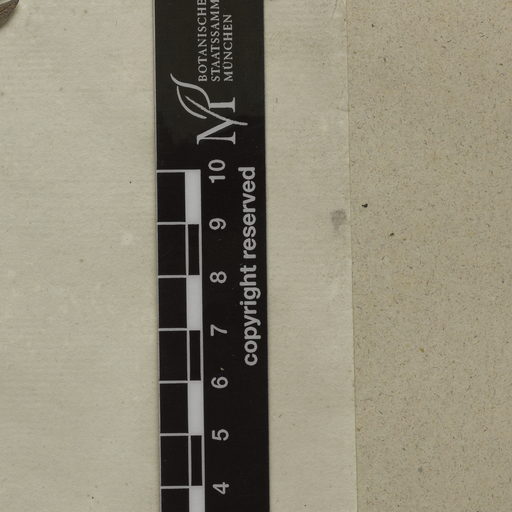 BOTANISCHE
STAATSSAMM
MÜNCHEN
M
10
9
8
7
6
5
4
copyright reserved